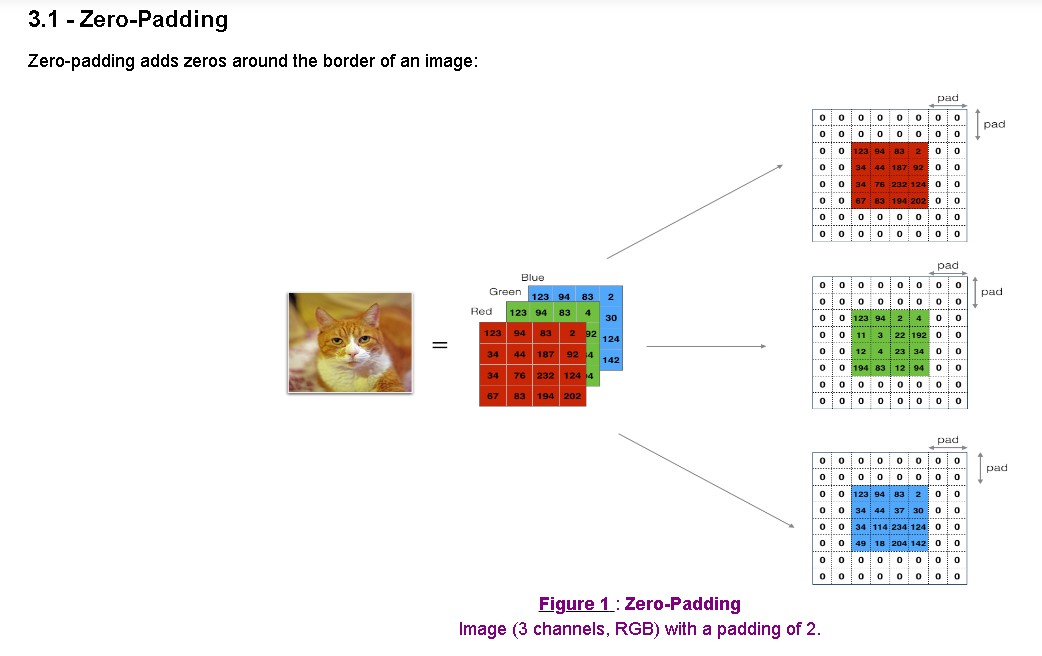 3.1 - Zero-Padding
Zero-padding adds zeros around the border of an image:
pad
0 0 0 0 0 0 0 0
pad
0 0 0 0 0 0 0 0
0 0 123 94 83 2 0 0
0 0 34 44 187 92 0 0
0 0 34 76 232 124 0 0
0 0 67 83 194 202 0 0
0 0 0 0 0 0 0 0
0 0 0 0 0 0 0 0
Blue
Green
Red
123 94 83 2
30
124
142
123 94 83 4
92
4
4
123 94 83 2
34 44 187 92
34 76 232 124
67 83 194 202
=
pad
0 0 0 0 0 0 0 0
pad
0 0 0 0 0 0 0 0
0 0 123 94 2 4 0 0
0 0 11 3 22 192 0 0
0 0 12 4 23 34 0 0
0 0 194 83 12 94 0 0
0 0 0 0 0 0 0 0
0 0 0 0 0 0 0 0
pad
0 0 0 0 0 0 0 0
pad
0 0 0 0 0 0 0 0
0 0 123 94 83 2 0 0
0 0 34 44 37 30 0 0
0 0 34 114 234 124 0 0
0 0 49 18 204 142 0 0
0 0 0 0 0 0 0 0
0 0 0 0 0 0 0 0
Figure 1 : Zero-Padding
Image (3 channels, RGB) with a padding of 2.